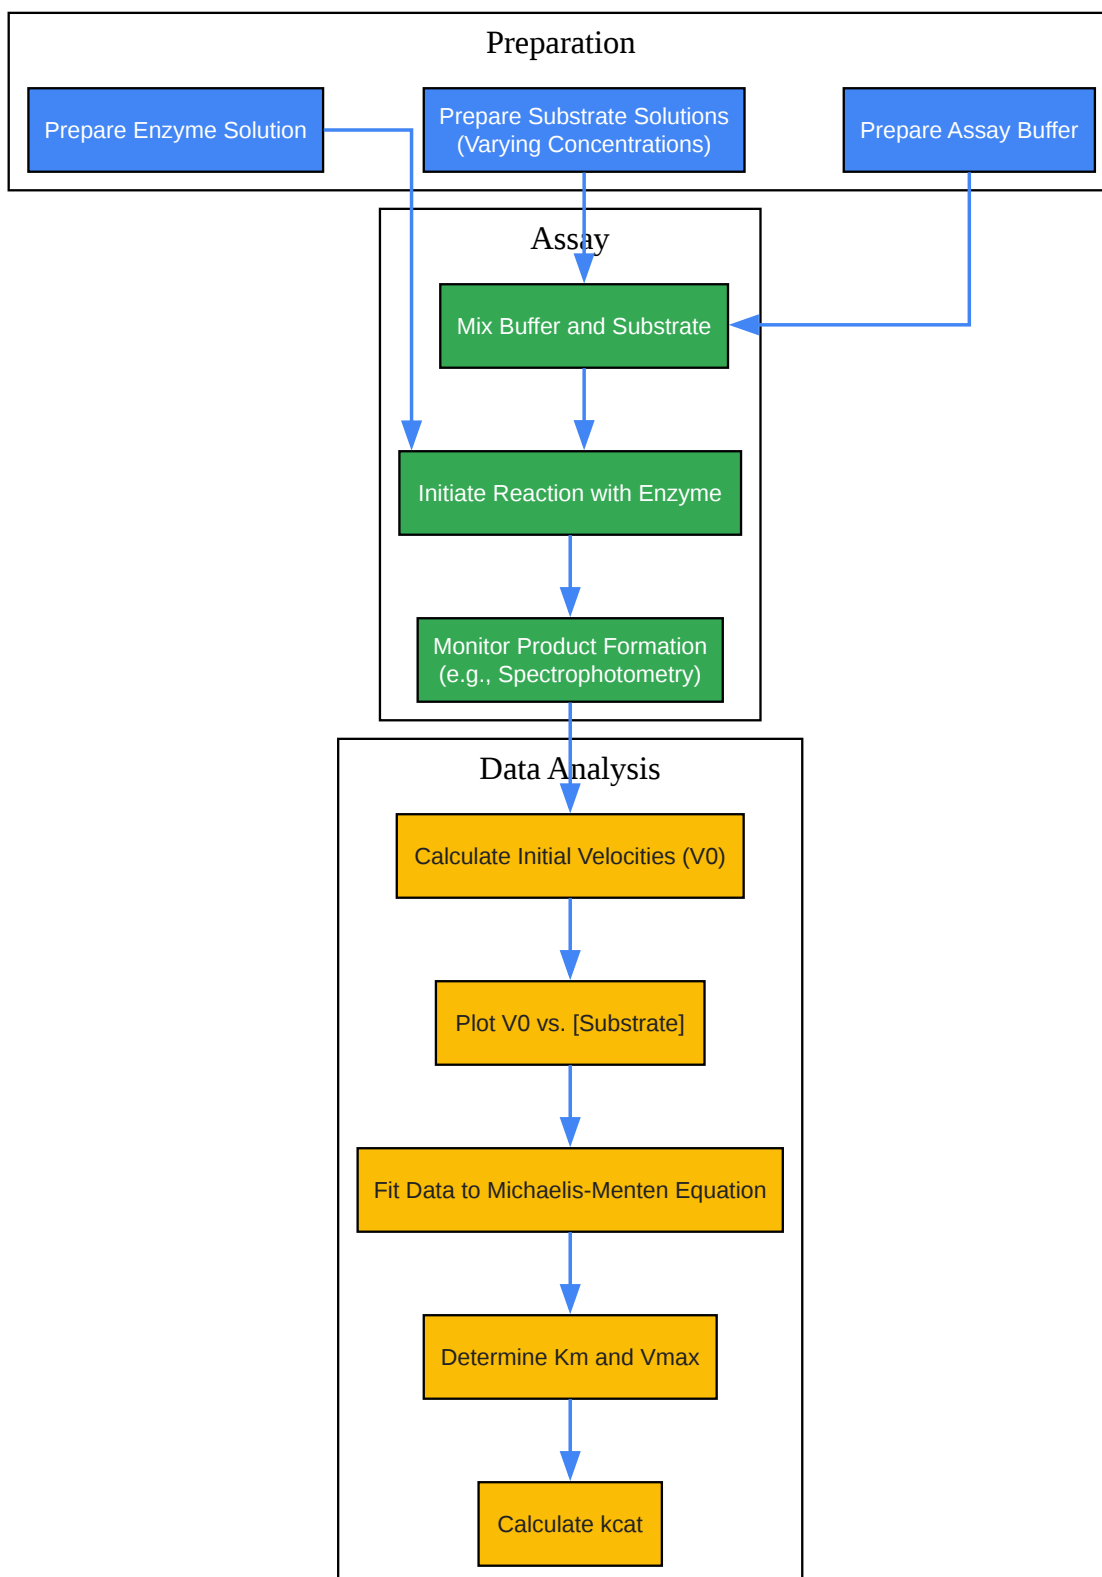 Preparation
Prepare Enzyme Solution
Prepare Substrate Solutions
(Varying Concentrations)
Prepare Assay Buffer
Assay
Mix Buffer and Substrate
Initiate Reaction with Enzyme
Monitor Product Formation
(e.g., Spectrophotometry)
Data Analysis
Calculate Initial Velocities (V0)
Plot V0 vs. [Substrate]
Fit Data to Michaelis-Menten Equation
Determine Km and Vmax
Calculate kcat